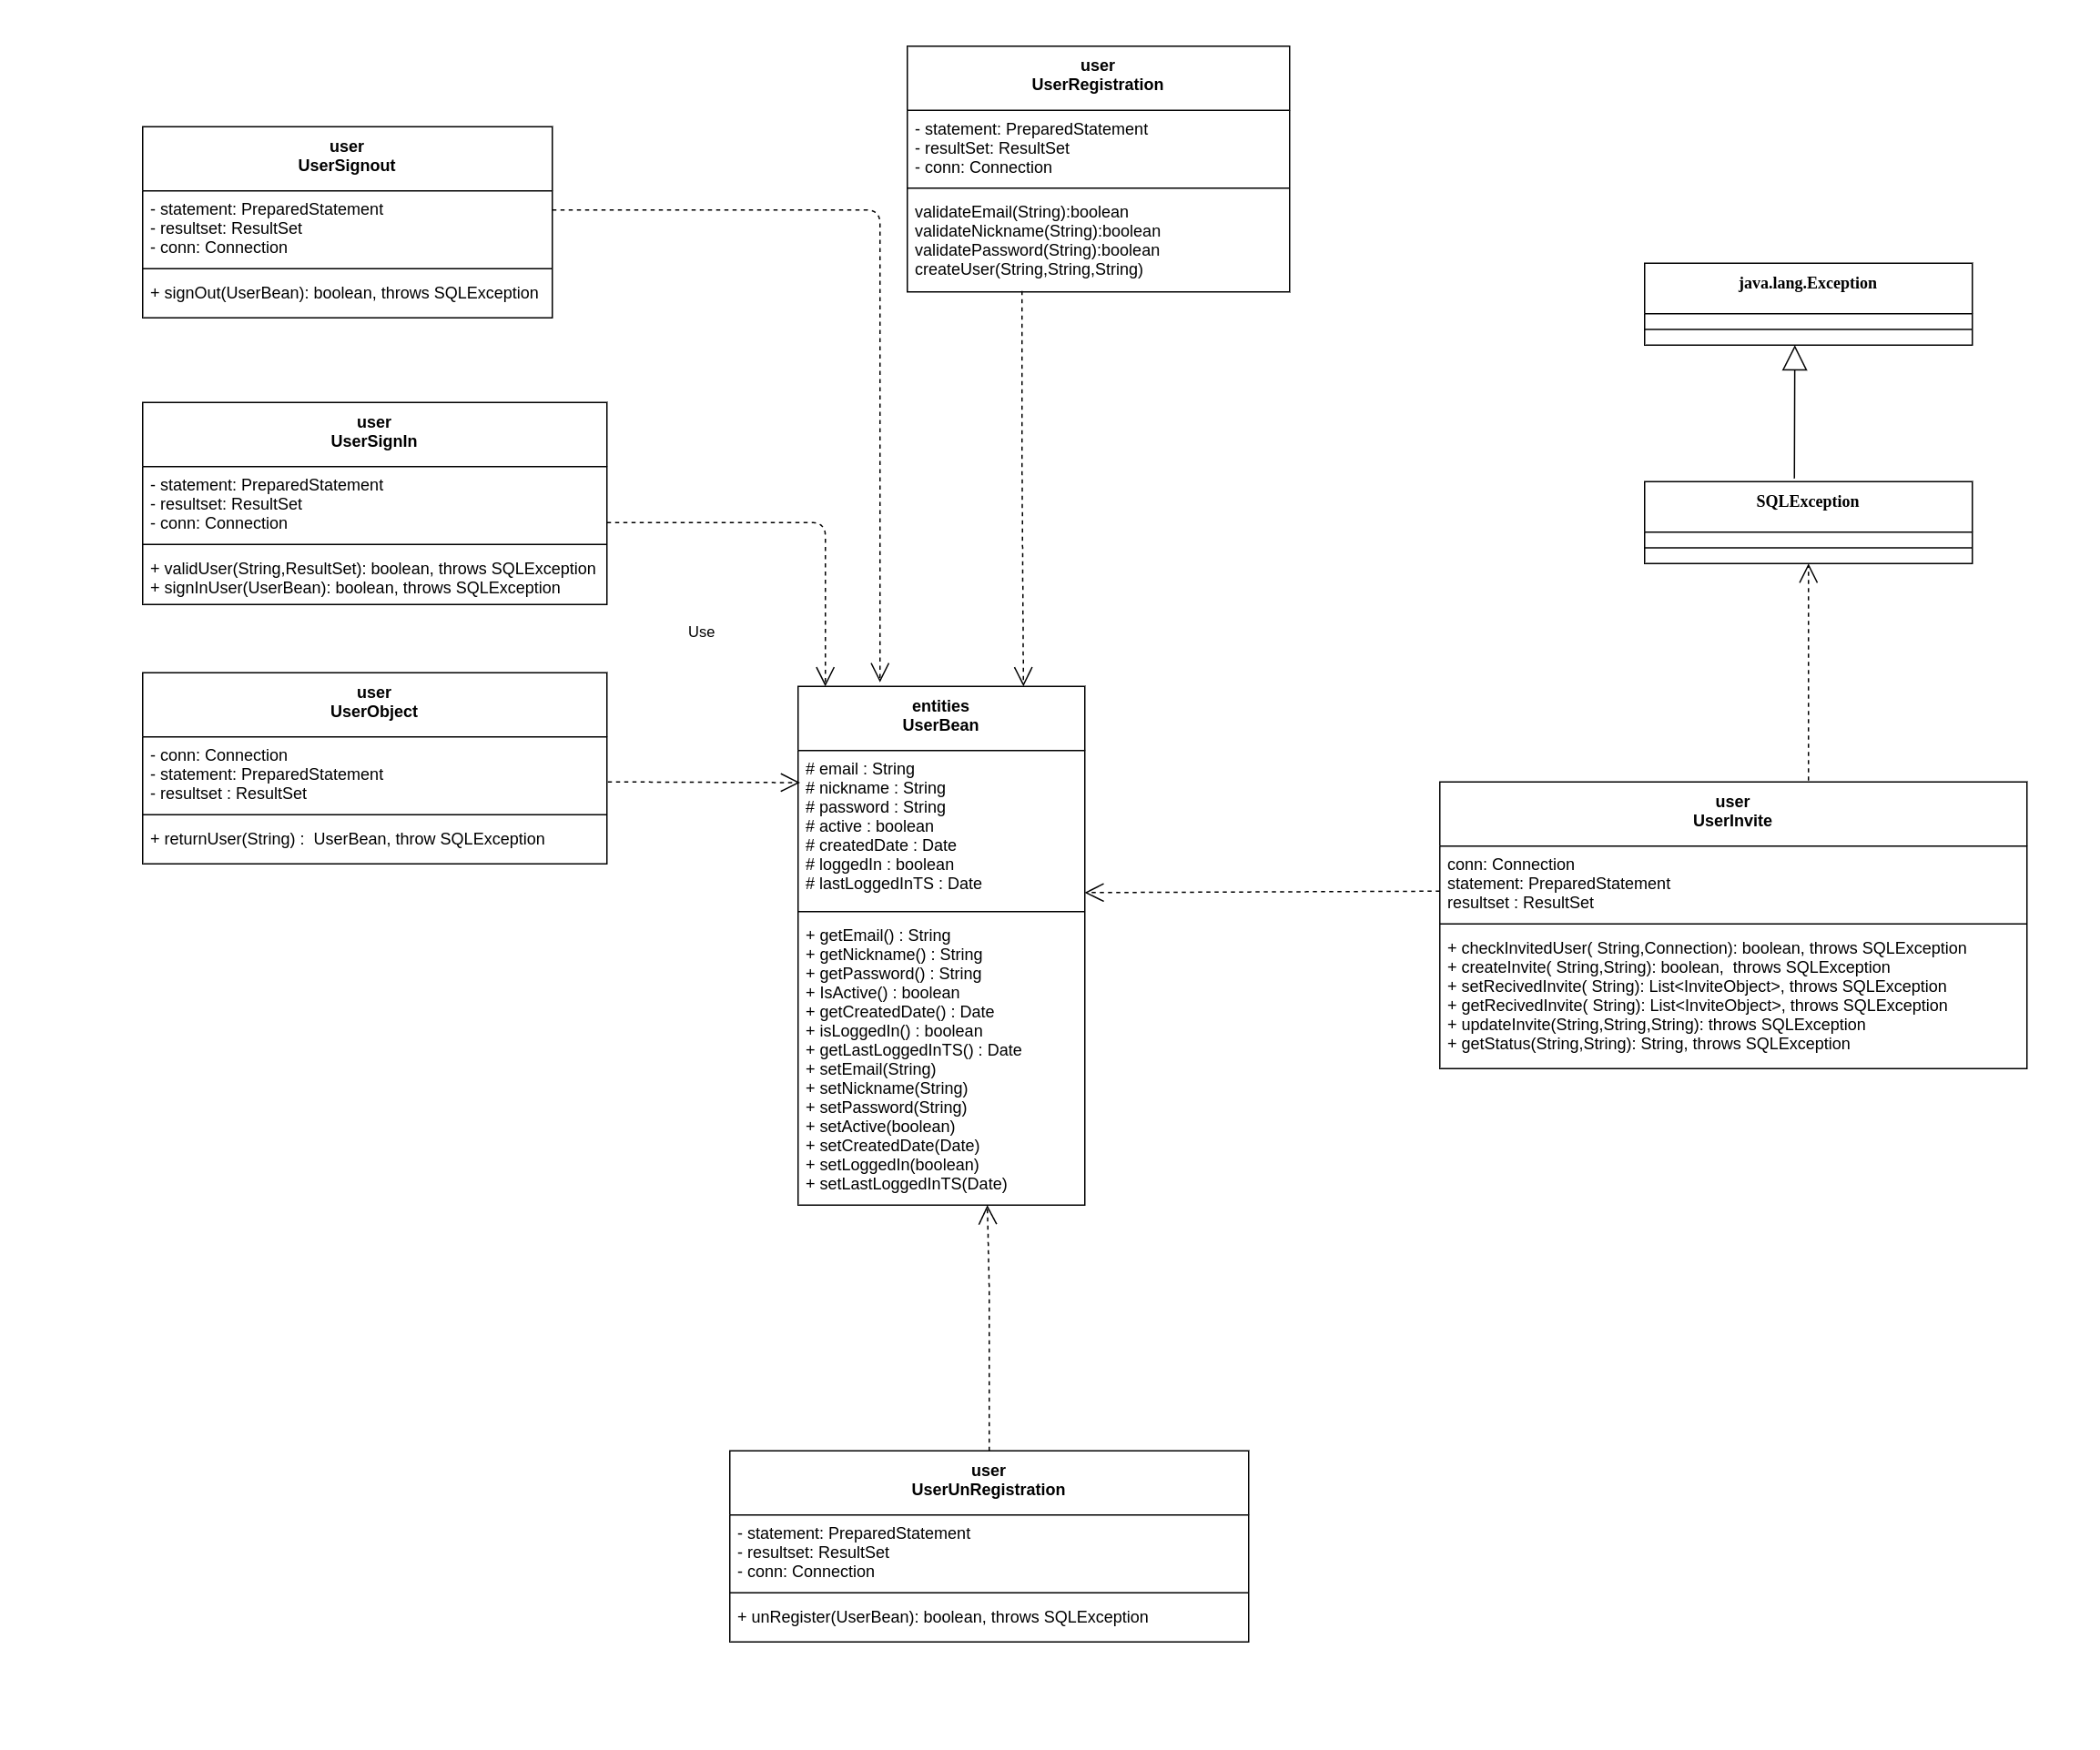 user
UserRegistration
- statement: PreparedStatement
- resultSet: ResultSet
- conn: Connection
validateEmail(String):boolean
validateNickname(String):boolean
validatePassword(String):boolean
createUser(String,String,String)
user
UserSignout
- statement: PreparedStatement
- resultset: ResultSet
- conn: Connection
+ signOut(UserBean): boolean, throws SQLException
java.lang.Exception
user
UserSignIn
- statement: PreparedStatement
- resultset: ResultSet
- conn: Connection
+ validUser(String,ResultSet): boolean, throws SQLException
+ signInUser(UserBean): boolean, throws SQLException
SQLException
Use
user
UserObject
- conn: Connection
- statement: PreparedStatement
- resultset : ResultSet
+ returnUser(String) :  UserBean, throw SQLException
entities
UserBean
# email : String
# nickname : String
# password : String
# active : boolean
# createdDate : Date
# loggedIn : boolean
# lastLoggedInTS : Date
+ getEmail() : String
+ getNickname() : String
+ getPassword() : String
+ IsActive() : boolean
+ getCreatedDate() : Date
+ isLoggedIn() : boolean
+ getLastLoggedInTS() : Date
+ setEmail(String)
+ setNickname(String)
+ setPassword(String)
+ setActive(boolean)
+ setCreatedDate(Date)
+ setLoggedIn(boolean)
+ setLastLoggedInTS(Date)
user
UserInvite
conn: Connection
statement: PreparedStatement
resultset : ResultSet
+ checkInvitedUser( String,Connection): boolean, throws SQLException
+ createInvite( String,String): boolean,  throws SQLException
+ setRecivedInvite( String): List<InviteObject>, throws SQLException
+ getRecivedInvite( String): List<InviteObject>, throws SQLException
+ updateInvite(String,String,String): throws SQLException
+ getStatus(String,String): String, throws SQLException
user
UserUnRegistration
- statement: PreparedStatement
- resultset: ResultSet
- conn: Connection
+ unRegister(UserBean): boolean, throws SQLException